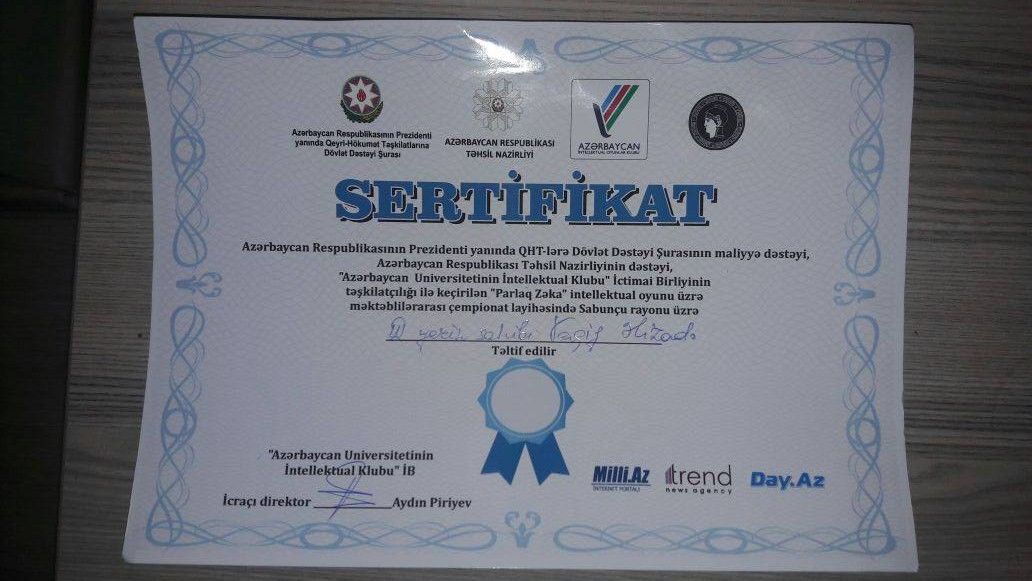 Azərbaycan Respublikasının Prezidenti
yanında Qeyri-Hökumət Təşkilatlarına
Dövlət Dəstəyi Şurası
AZƏRBAYCAN RESPUBLİKASI
TƏHSİL NAZİRLİYİ
AZƏRBAYCAN
INTELLEKTUAL OYUNLAR KLUBU
SERTİFİKAT
Azərbaycan Respublikasının Prezidenti yanında QHT-lərə Dövlət Dəstəyi Şurasının maliyyə dəstəyi,
Azərbaycan Respublikası Təhsil Nazirliyinin dəstəyi,
"Azərbaycan Universitetinin İntellektual Klubu" İctimai Birliyinin
təşkilatçılığı ilə keçirilən "Parlaq Zəka" intellektual oyunu üzrə
məktəblilərarası çempionat layihəsində Sabunçu rayonu üzrə
yerin sahibi Əlizadə
Təltif edilir
"Azərbaycan Universitetinin
İntellektual Klubu" İB
İcraçı direktor Aydın Piriyev
Milli.Az
INTERNET PORTALI
trend
news agency
Day.Az